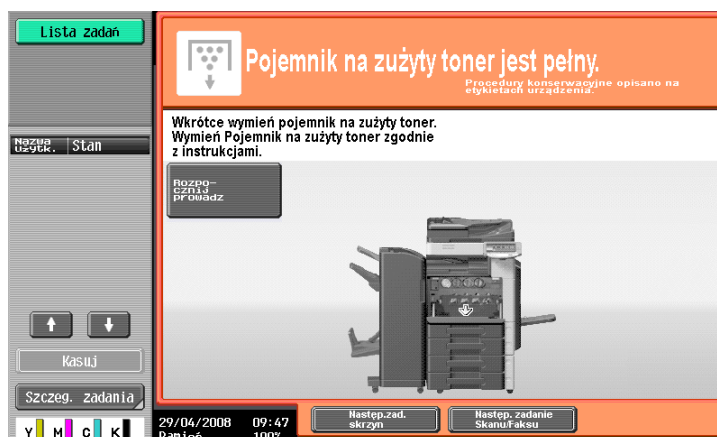 Lista zadań
Nazwa
użytk.
Stan
Kasuj
Szczeg. zadania
Y M C K
Pojemnik na zużyty toner jest pełny.
Procedury konserwacyjne opisano na
etykietach urządzenia.
Wkrótce wymień pojemnik na zużyty toner.
Wymień Pojemnik na zużyty toner zgodnie
z instrukcjami.
Rozpo-
cznij
prowadz
29/04/2008 09:47
Pamięć 100%
Następ.zad.
skrzyn
Następ. zadanie
Skanu/Faksu